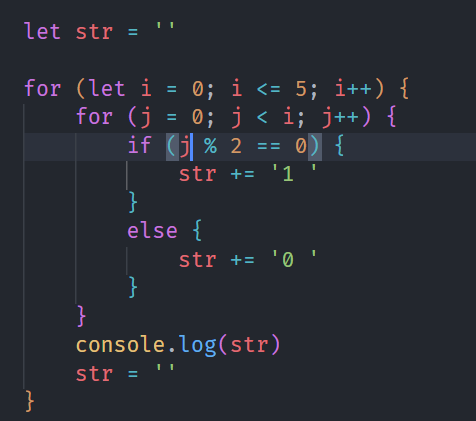 let str = ''
for (let i = 0; i <= 5; i++) {
for (j = 0; j < i; j++) {
if (j % 2 == 0) {
str += '1 '
}
else {
str += '0 '
}
}
console.log(str)
str = ''
}